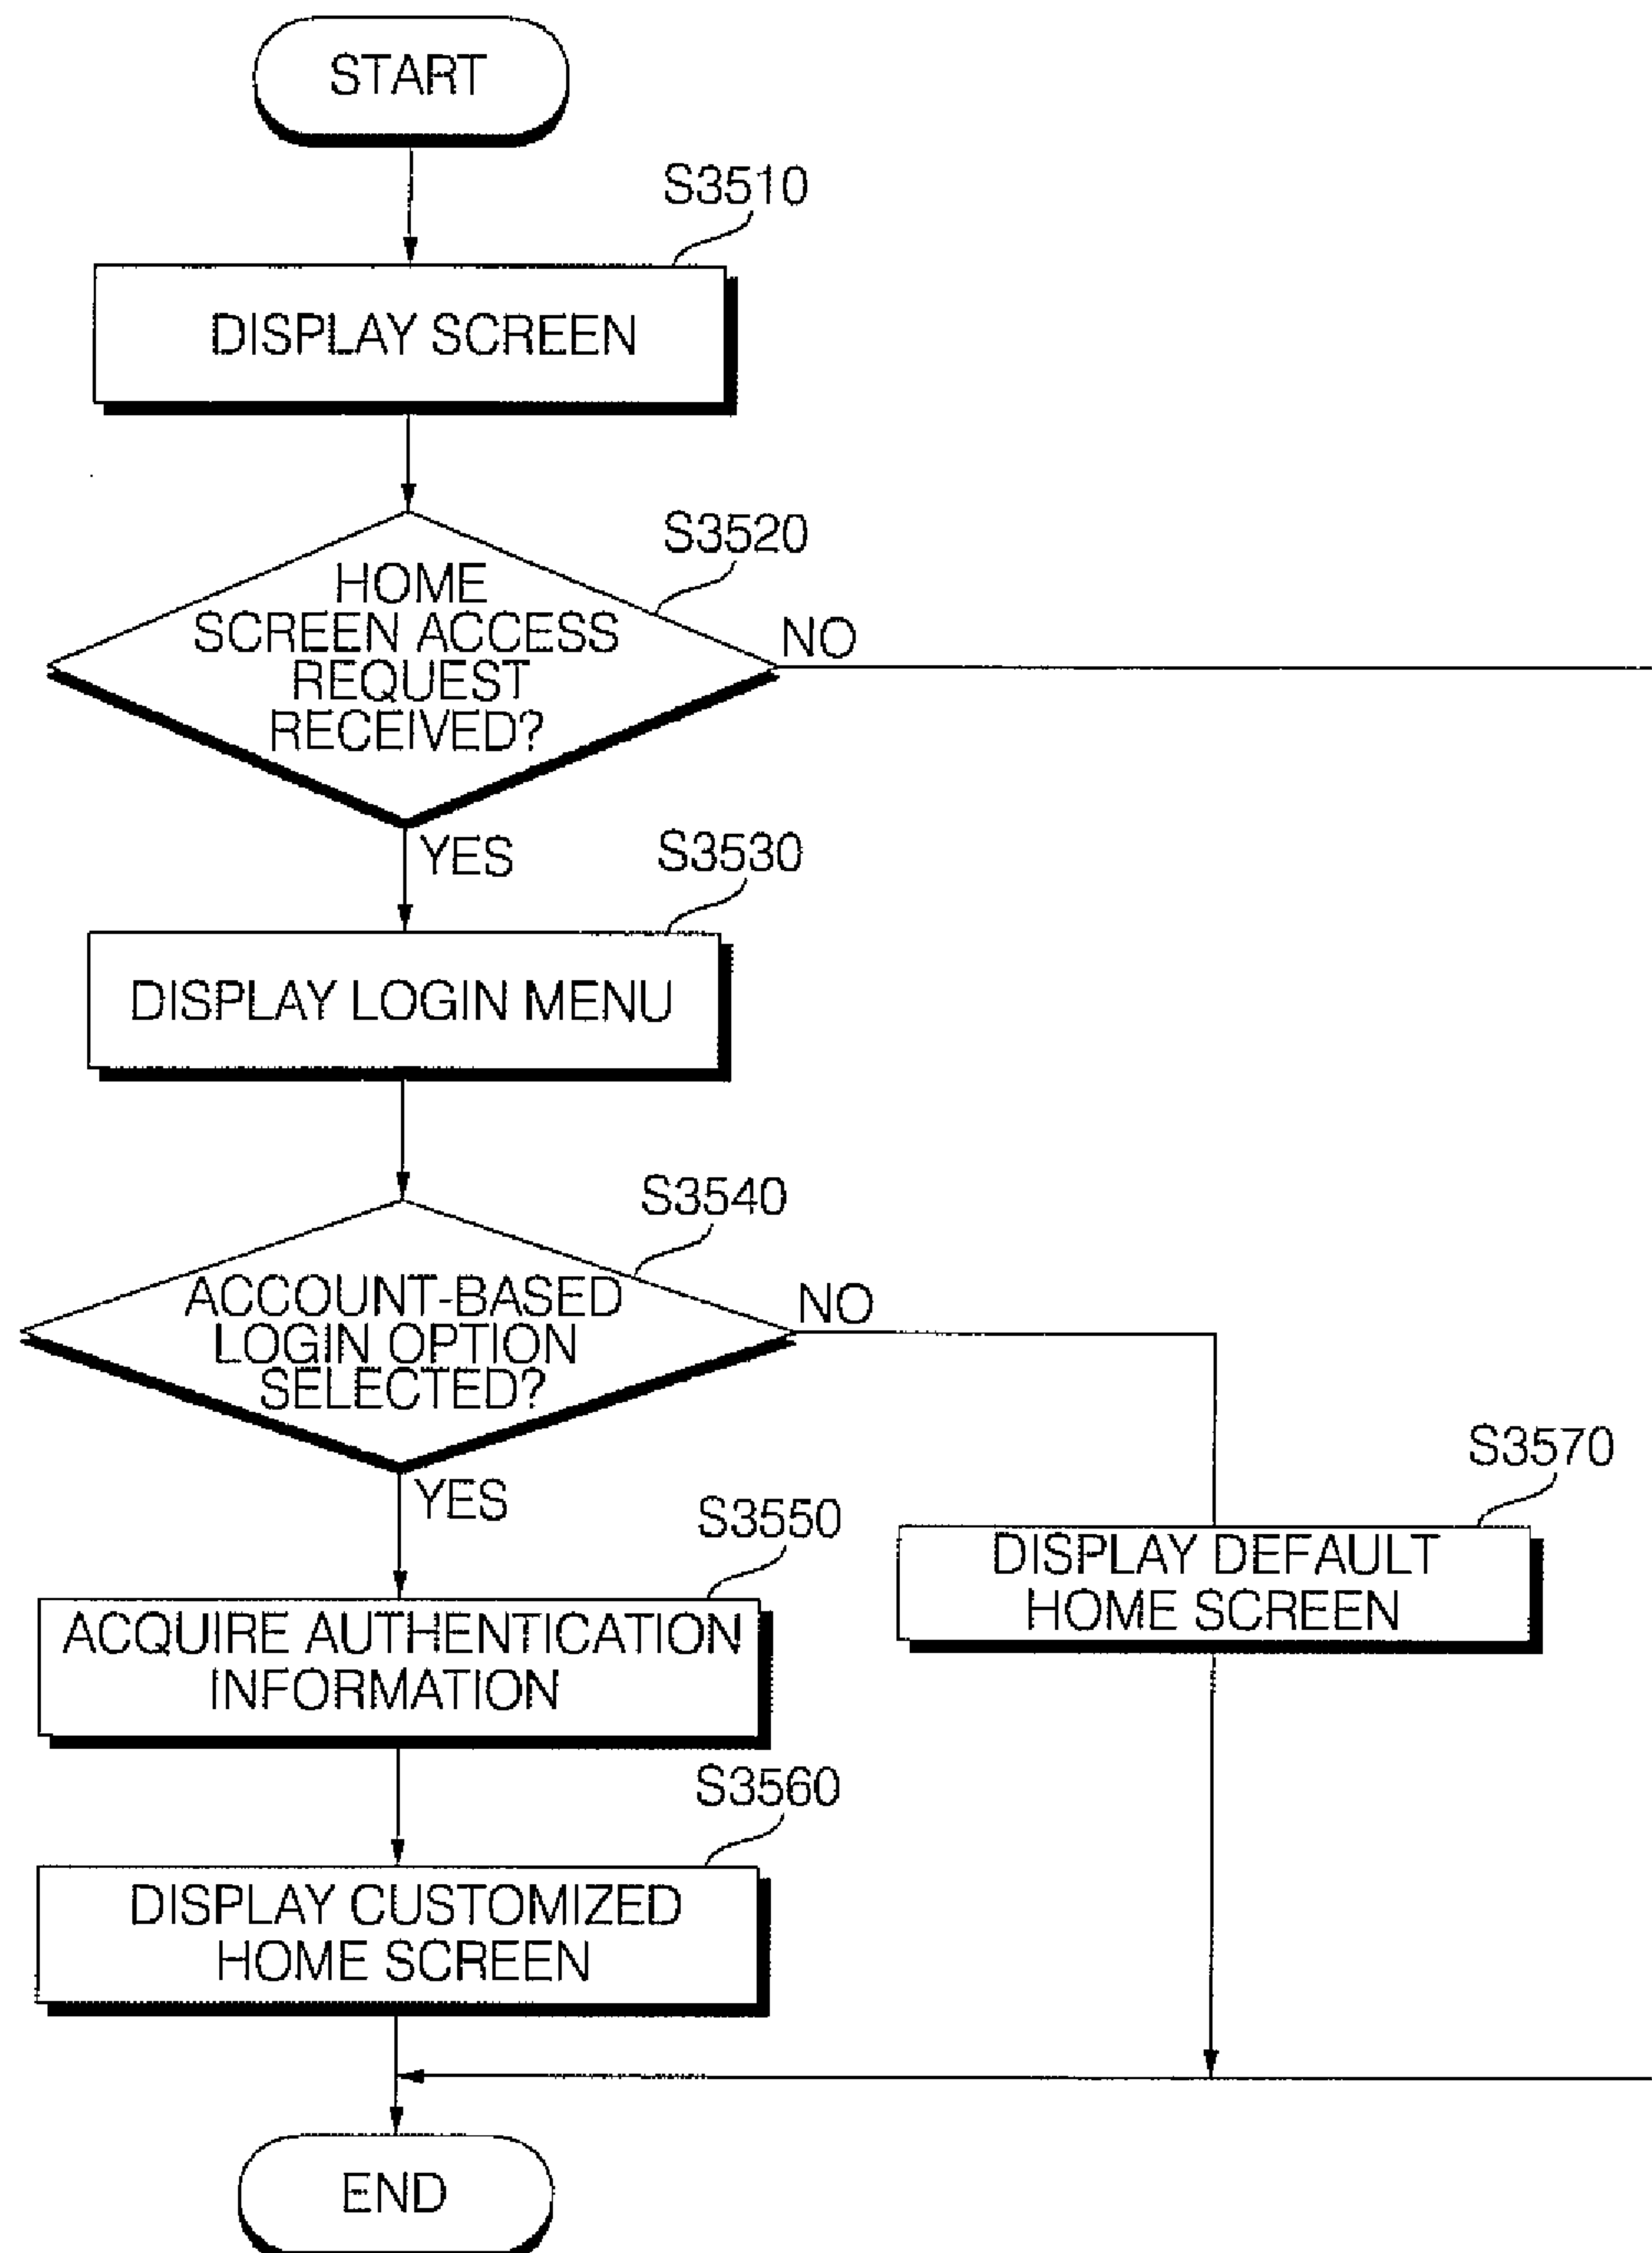 START
S3510
DISPLAY SCREEN
S3520
HOME
SCREEN ACCESS
REQUEST
RECEIVED?
NO
YES
S3530
DISPLAY LOGIN MENU
S3540
ACCOUNT-BASED
LOGIN OPTION
SELECTED?
NO
YES
S3550
ACQUIRE AUTHENTICATION
INFORMATION
S3570
DISPLAY DEFAULT
HOME SCREEN
S3560
DISPLAY CUSTOMIZED
HOME SCREEN
END